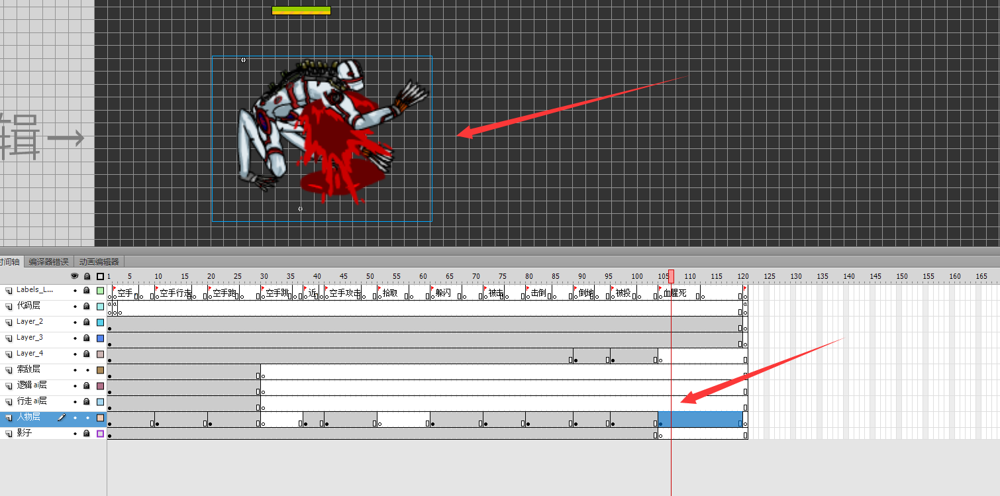 辑→
时间轴 编译器错误 动画编辑器
1 5 10 15 20 25 30 35 40 45 50 55 60 65 70 75 80 85 90 95 100 105 110 115 120 125 130 135 140 145 150 155 160 165
Labels_L... 空手 空手行走 空手跑 空手跳 近 空手攻击 拾取 躲闪 被击 击倒 倒地 被投 血腥死
代码层
Layer_2
Layer_3
Layer_4
索敌层
逻辑ai层
行走ai层
人物层
影子